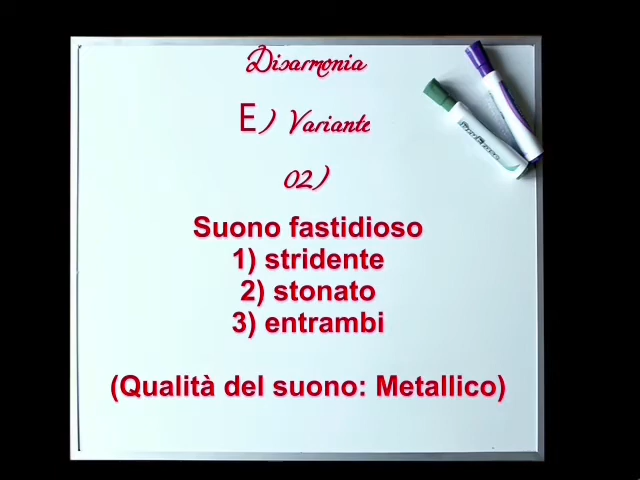 Disarmonia
E) Variante
02)
Suono fastidioso
1) stridente
2) stonato
3) entrambi
(Qualità del suono: Metallico)